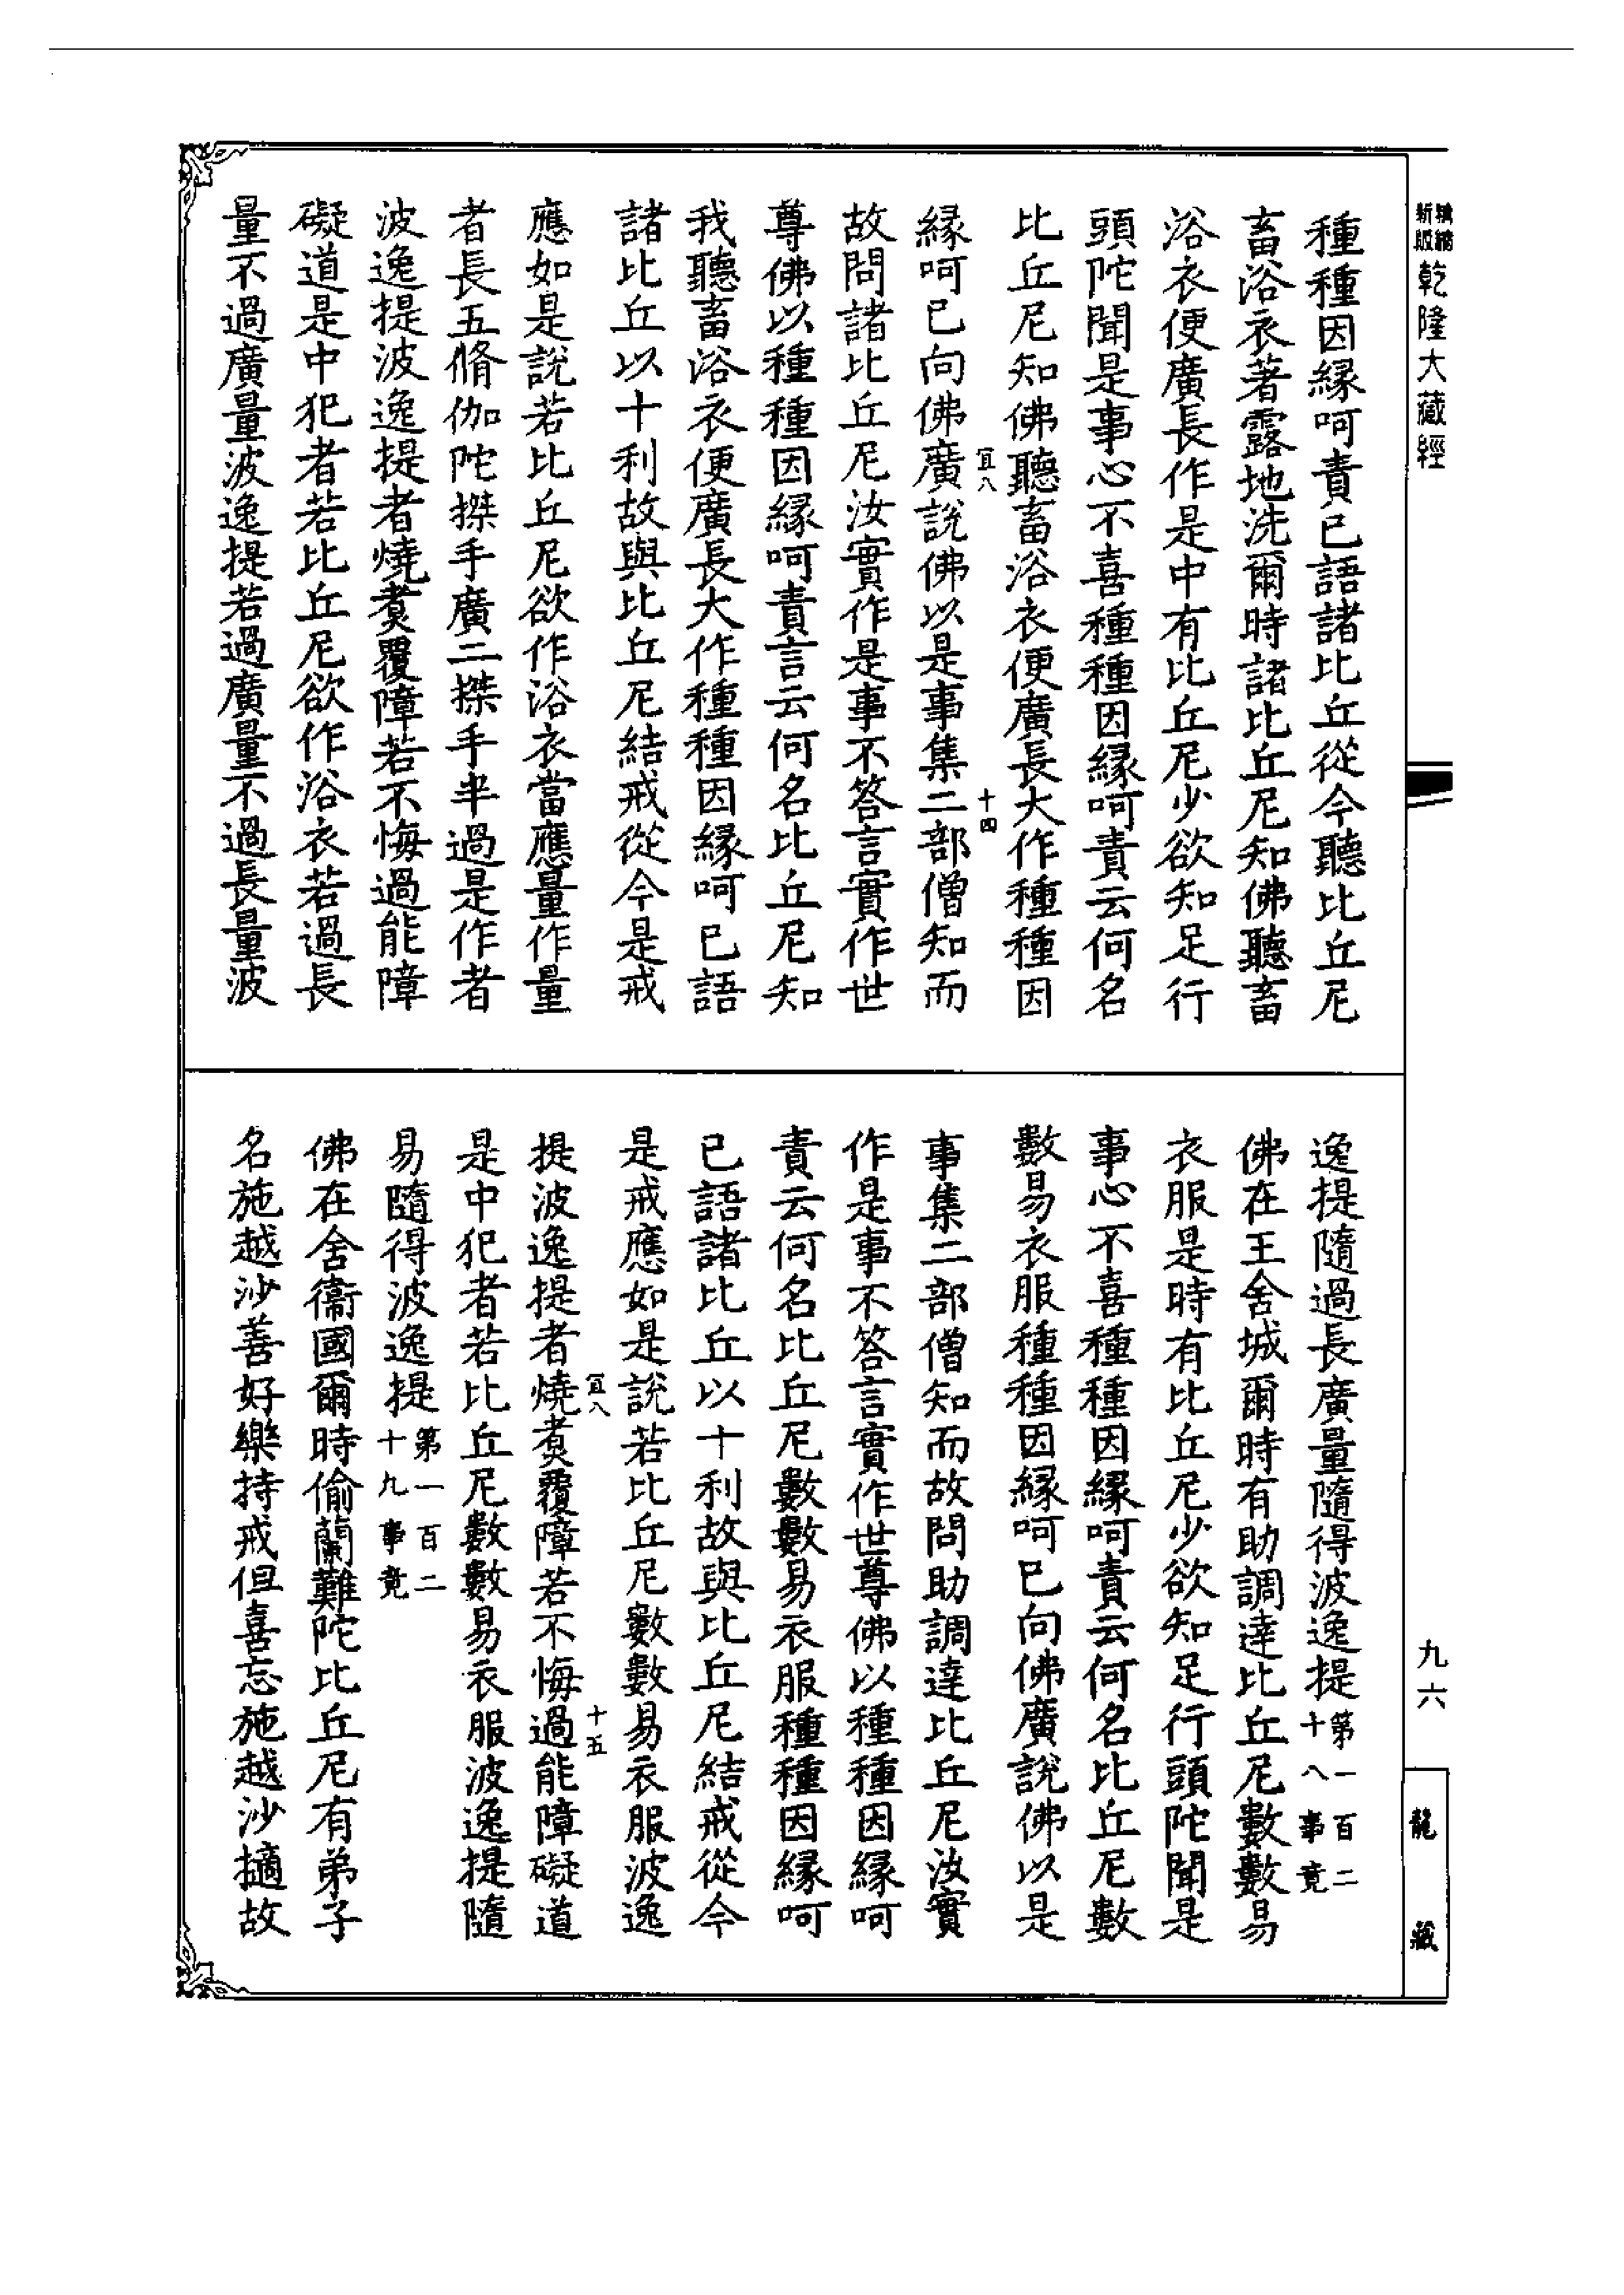 精縮新版乾隆大藏經
九六
龍藏
種種因緣呵責已語諸比丘從今聽比丘尼
畜浴衣著露地洗爾時諸比丘尼知佛聽畜
浴衣便廣長作是中有比丘尼少欲知足行
頭陀聞是事心不喜種種因緣呵責云何名
比丘尼知佛聽畜浴衣便廣長大作種種因
宜八
十四
緣呵已向佛廣說佛以是事集二部僧知而
故問諸比丘尼汝實作是事不答言實作世
尊佛以種種因緣呵責言云何名比丘尼知
我聽畜浴衣便廣長大作種種因緣呵已語
諸比丘以十利故與比丘尼結戒從今是戒
應如是說若比丘尼欲作浴衣當應量作量
者長五脩伽陀搩手廣二搩手半過是作者
波逸提波逸提者燒煑覆障若不悔過能障
礙道是中犯者若比丘尼欲作浴衣若過長
量不過廣量波逸提若過廣量不過長量波
逸提隨過長廣量隨得波逸提第一百二十八事竟
佛在王舍城爾時有助調達比丘尼數數易
衣服是時有比丘尼少欲知足行頭陀聞是
事心不喜種種因緣呵責云何名比丘尼數
數易衣服種種因緣呵已向佛廣說佛以是
事集二部僧知而故問助調達比丘尼汝實
作是事不答言實作世尊佛以種種因緣呵
責云何名比丘尼數數易衣服種種因緣呵
已語諸比丘以十利故與比丘尼結戒從今
是戒應如是說若比丘尼數數易衣服波逸
宜八
十五
提波逸提者燒煑覆障若不悔過能障礙道
是中犯者若比丘尼數數易衣服波逸提隨
易隨得波逸提第一百二十九事竟
佛在舍衞國爾時偷蘭難陀比丘尼有弟子
名施越沙善好樂持戒但喜忘施越沙擿故